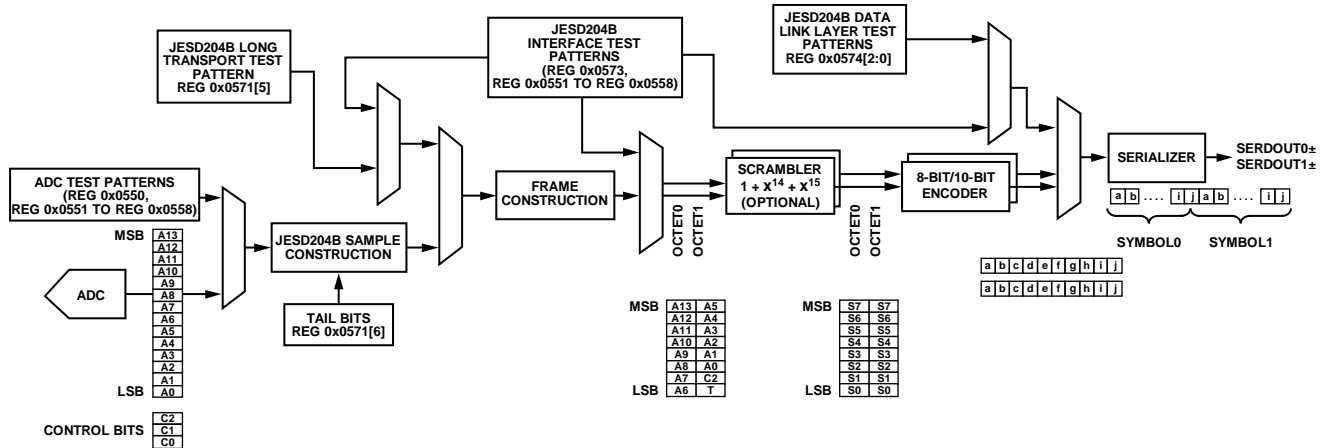 JESD204B LONG
TRANSPORT TEST
PATTERN
REG 0x0571[5]
JESD204B
INTERFACE TEST
PATTERNS
(REG 0x0573,
REG 0x0551 TO REG 0x0558)
JESD204B DATA
LINK LAYER TEST
PATTERNS
REG 0x0574[2:0]
ADC TEST PATTERNS
(REG 0x0550,
REG 0x0551 TO REG 0x0558)
MSB A13
A12
A11
A10
A9
A8
A7
A6
A5
A4
A3
A2
A1
LSB A0
CONTROL BITS
C2
C1
C0
ADC
JESD204B SAMPLE
CONSTRUCTION
TAIL BITS
REG 0x0571[6]
FRAME
CONSTRUCTION
OCTET0
OCTET1
SCRAMBLER
1 + X14 + X15
(OPTIONAL)
OCTET0
OCTET1
8-BIT/10-BIT
ENCODER
SERIALIZER
SERDOUT0±
SERDOUT1±
a b .... i j a b .... i j
SYMBOL0 SYMBOL1
a b c d e f g h i j
a b c d e f g h i j
MSB A13 A5
A12 A4
A11 A3
A10 A2
A9 A1
A8 A0
A7 C2
LSB A6 T
MSB S7 S7
S6 S6
S5 S5
S4 S4
S3 S3
S2 S2
S1 S1
LSB S0 S0